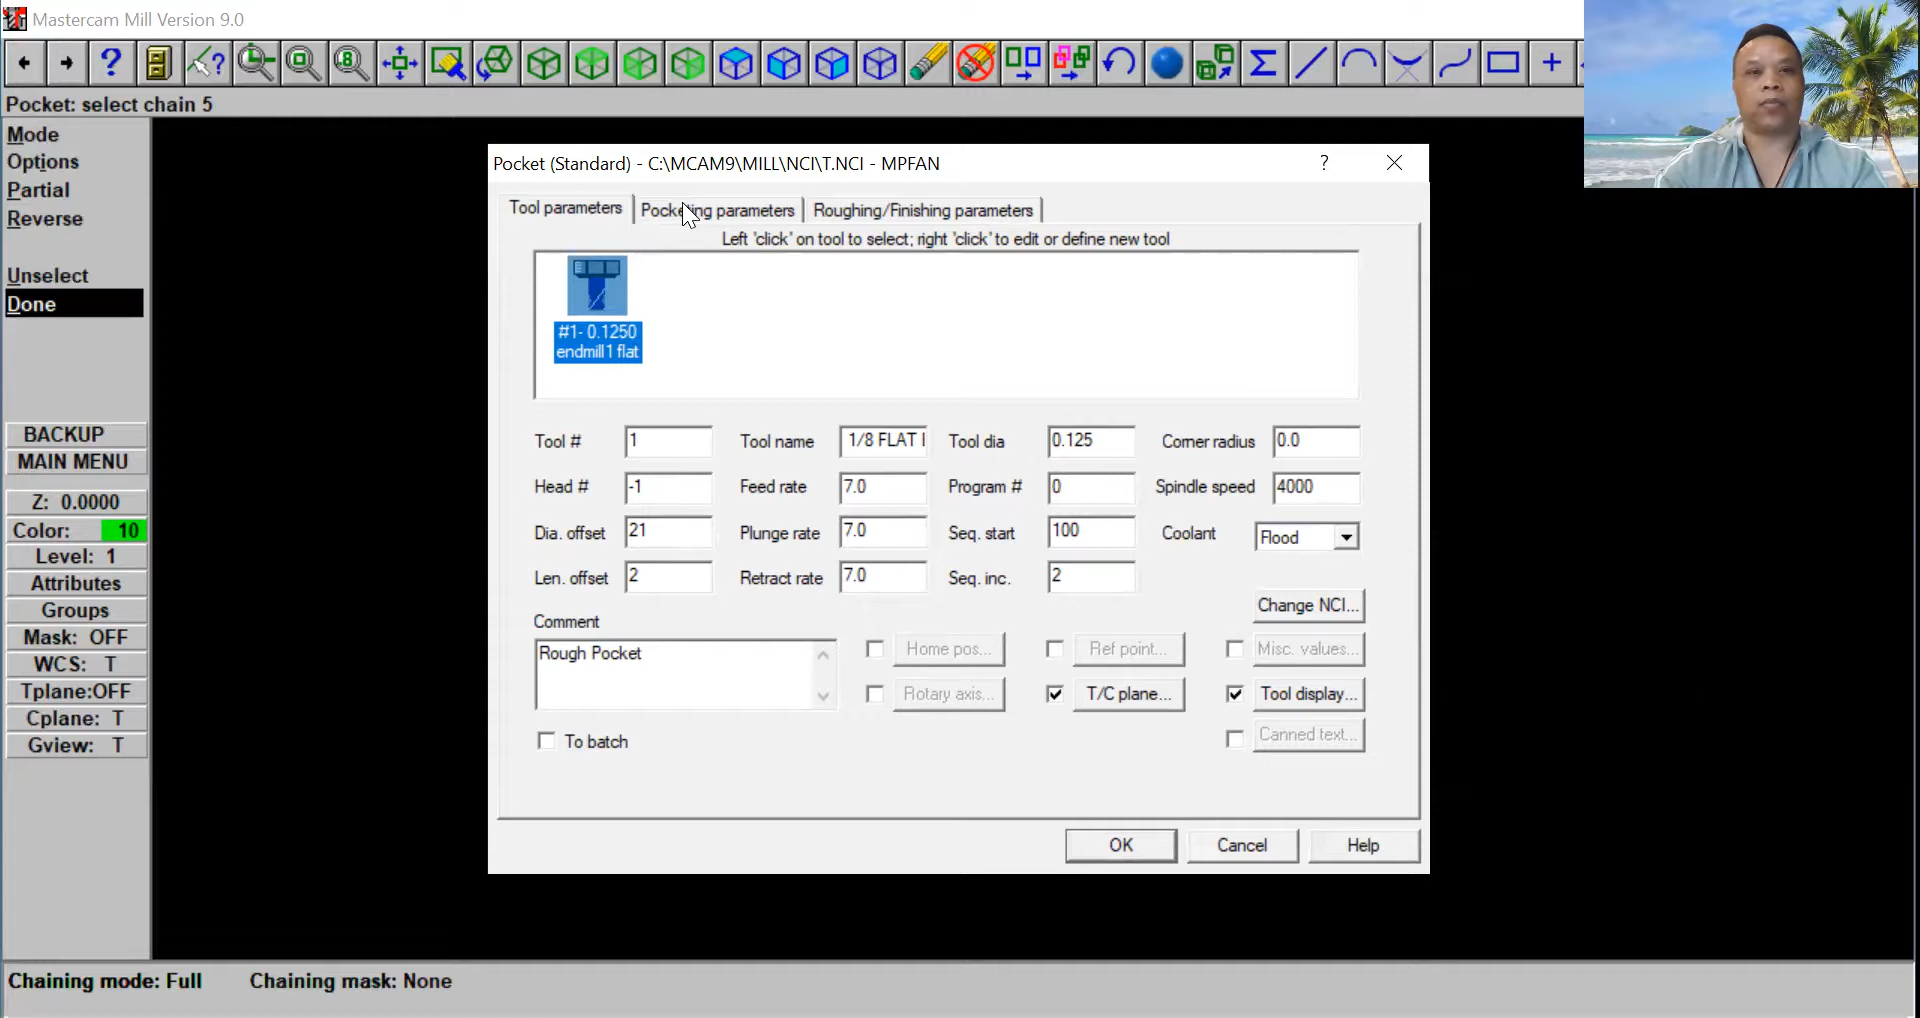 Mastercam Mill Version 9.0
Pocket: select chain 5
Mode
Options
Partial
Reverse
Unselect
Done
BACKUP
MAIN MENU
Z: 0.0000
Color: 10
Level: 1
Attributes
Groups
Mask: OFF
WCS: T
Tplane:OFF
Cplane: T
Gview: T
Pocket (Standard) - C:\MCAM9\MILL\NCI\T.NCI - MPFAN
Tool parameters
Pocketing parameters
Roughing/Finishing parameters
Left 'click' on tool to select; right 'click' to edit or define new tool
#1- 0.1250
endmill1 flat
Tool # 1 Tool name 1/8 FLAT Tool dia 0.125 Corner radius 0.0
Head # -1 Feed rate 7.0 Program # 0 Spindle speed 4000
Dia. offset 21 Plunge rate 7.0 Seq. start 100 Coolant Flood
Len. offset 2 Retract rate 7.0 Seq. inc. 2
Change NCI...
Comment
Rough Pocket
Home pos... Ref point... Misc. values...
Rotary axis... T/C plane... Tool display...
To batch
Canned text...
OK Cancel Help
Chaining mode: Full Chaining mask: None